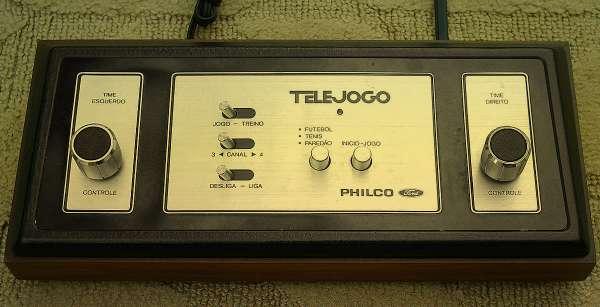 TIME
ESQUERDO
CONTROLE
TELEJOGO
JOGO – TREINO
3 ◄ CANAL ► 4
DESLIGA – LIGA
• FUTEBOL
• TENIS
• PAREDÃO
INICIO-JOGO
PHILCO Ford
TIME
DIREITO
CONTROLE